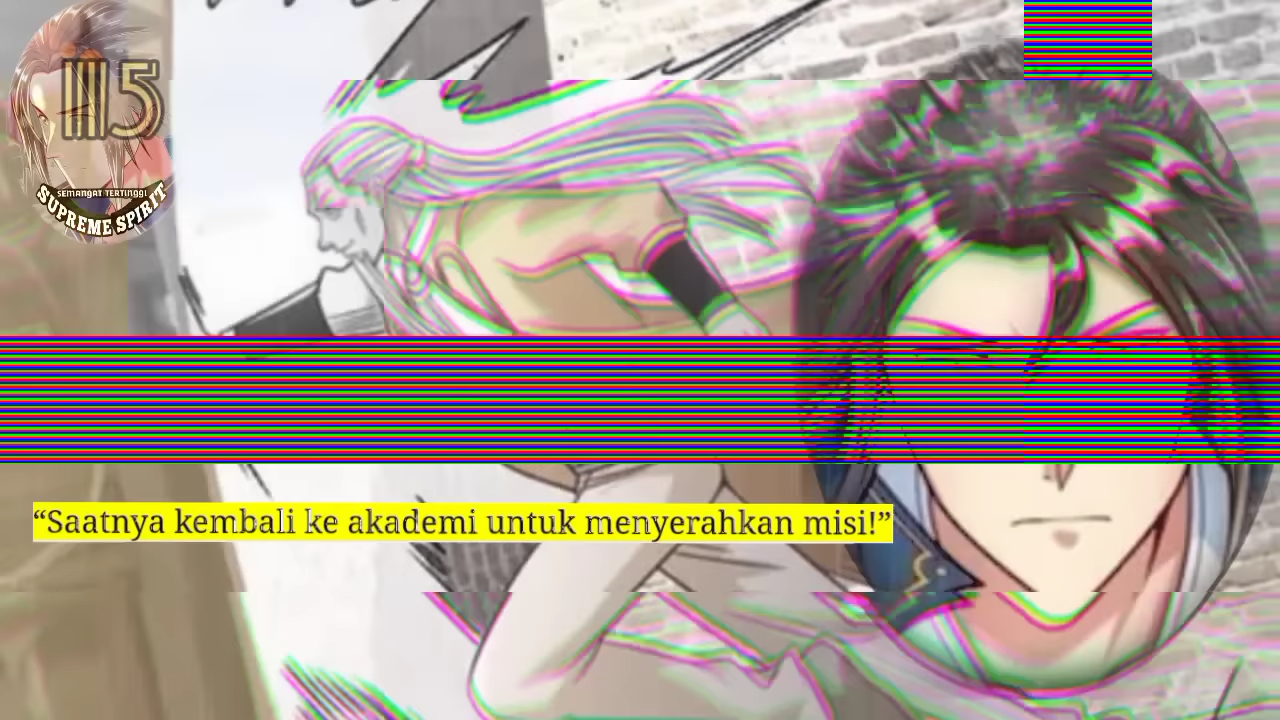 115
SEMANGAT TERTINGGI
SUPREME SPIRIT
“Saatnya kembali ke akademi untuk menyerahkan misi!”